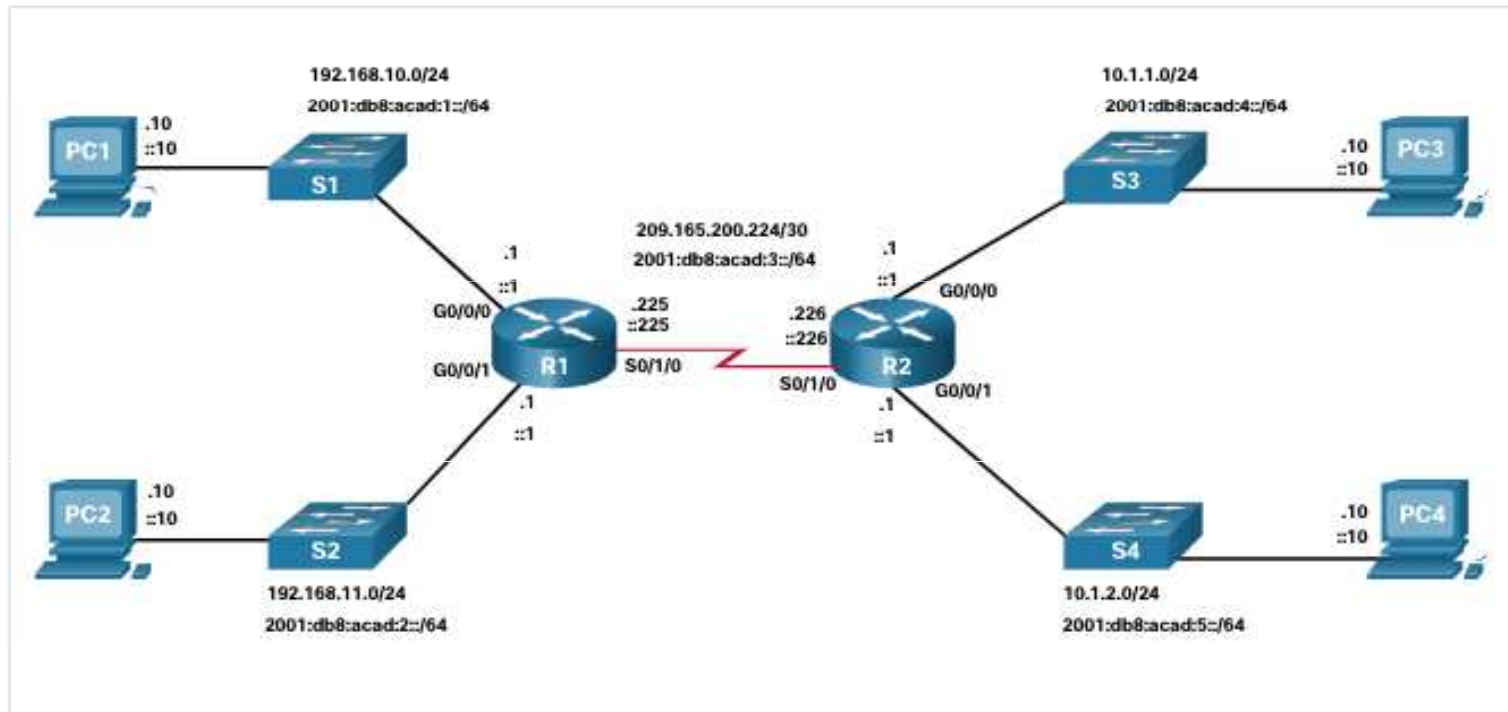 192.168.10.0/24
2001:db8:acad:1::/64
10.1.1.0/24
2001:db8:acad:4::/64
PC1
.10
::10
S1
S3
.10
::10
PC3
209.165.200.224/30
2001:db8:acad:3::/64
.1
::1
G0/0/0
.225
::225
.226
::226
.1
::1
G0/0/0
G0/0/1
R1
S0/1/0
S0/1/0
R2
G0/0/1
.1
::1
.1
::1
PC2
.10
::10
S2
S4
.10
::10
PC4
192.168.11.0/24
2001:db8:acad:2::/64
10.1.2.0/24
2001:db8:acad:5::/64